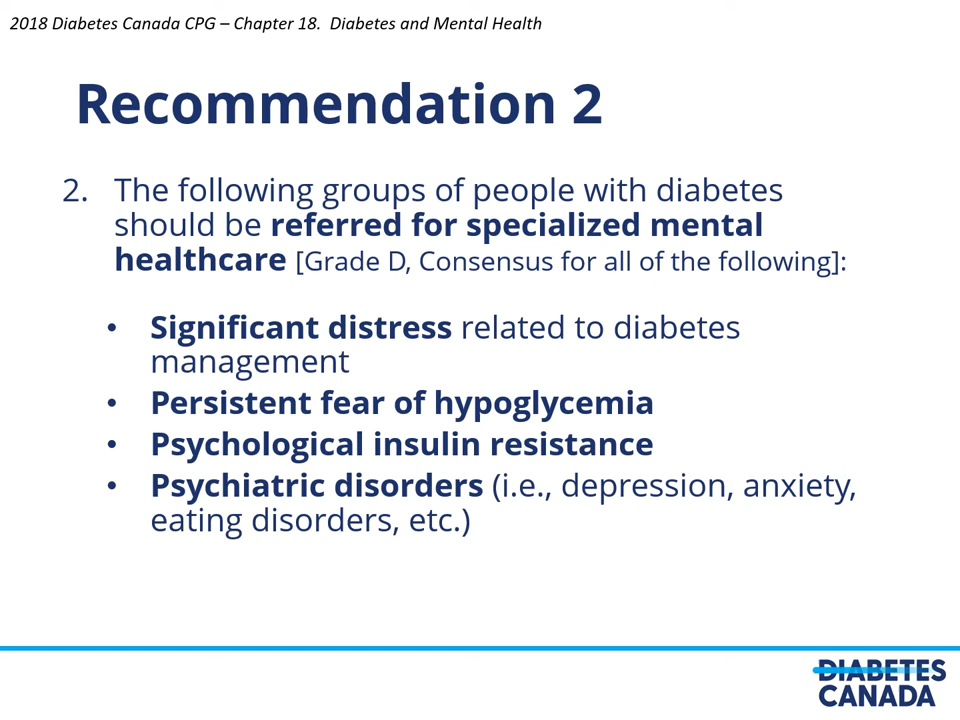 2018 Diabetes Canada CPG – Chapter 18. Diabetes and Mental Health
Recommendation 2
2. The following groups of people with diabetes
should be referred for specialized mental
healthcare [Grade D, Consensus for all of the following]:
• Significant distress related to diabetes
management
• Persistent fear of hypoglycemia
• Psychological insulin resistance
• Psychiatric disorders (i.e., depression, anxiety,
eating disorders, etc.)
DIABETES
CANADA